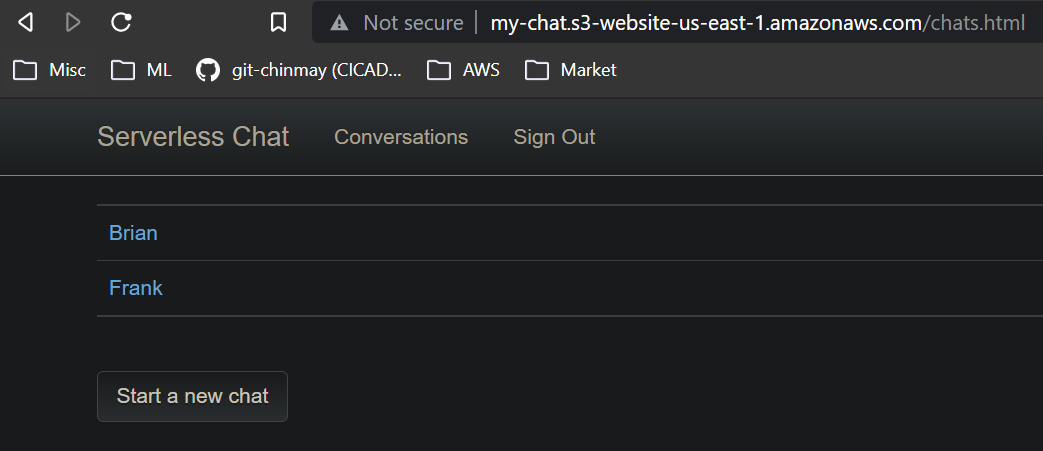 Not secure my-chat.s3-website-us-east-1.amazonaws.com/chats.html
Misc ML git-chinmay (CICAD... AWS Market
Serverless Chat Conversations Sign Out
Brian
Frank
Start a new chat